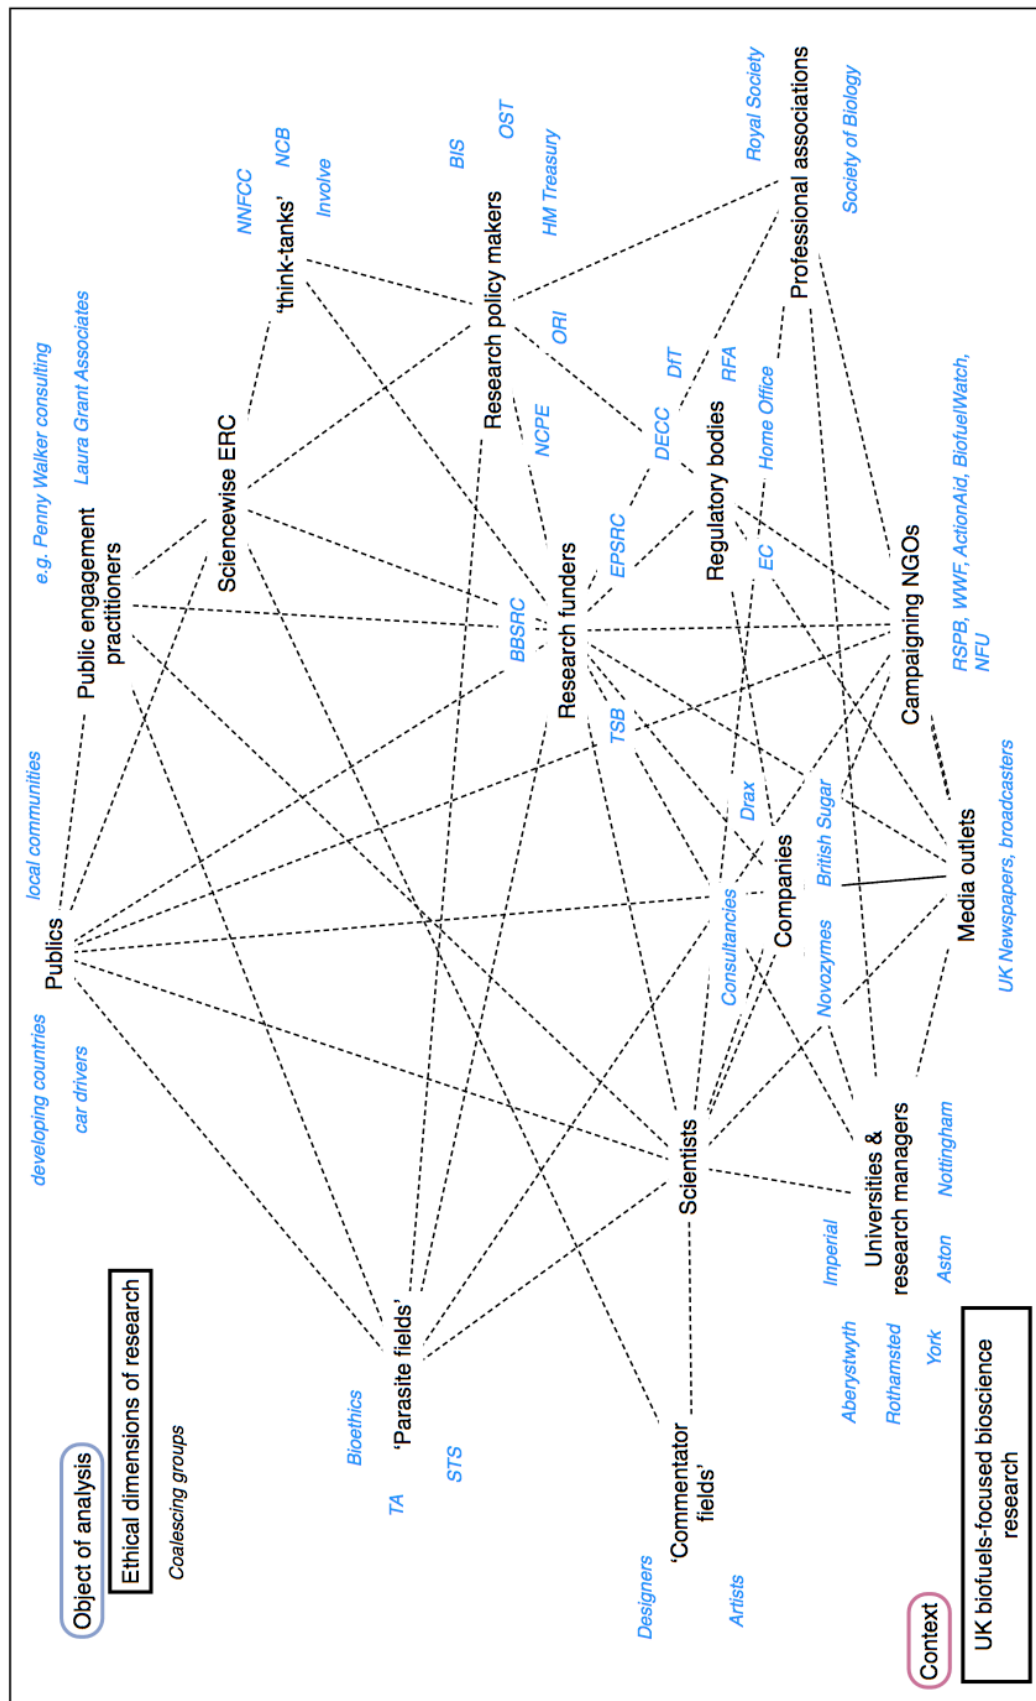 Object of analysis
Ethical dimensions of research
Coalescing groups
developing countries
car drivers
Publics
local communities
e.g. Penny Walker consulting
Laura Grant Associates
Public engagement
practitioners
Sciencewise ERC
NNFCC
NCB
Involve
'think-tanks'
Bioethics
TA
STS
'Parasite fields'
BIS
OST
HM Treasury
Research policy makers
ORI
NCPE
BBSRC
EPSRC
Research funders
TSB
DECC
DfT
RFA
Regulatory bodies
Home Office
EC
Royal Society
Society of Biology
Professional associations
Designers
Artists
'Commentator
fields'
Scientists
Consultancies
Drax
Companies
British Sugar
Novozymes
Imperial
Aberystwyth
Rothamsted
York
Aston
Nottingham
Universities &
research managers
Campaigning NGOs
RSPB, WWF, ActionAid, BiofuelWatch,
NFU
Media outlets
UK Newspapers, broadcasters
Context
UK biofuels-focused bioscience
research